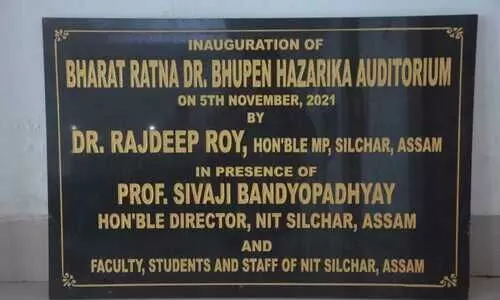 INAUGURATION OF
BHARAT RATNA DR. BHUPEN HAZARIKA AUDITORIUM
ON 5TH NOVEMBER, 2021
BY
DR. RAJDEEP ROY, HON'BLE MP, SILCHAR, ASSAM
IN PRESENCE OF
PROF. SIVAJI BANDYOPADHYAY
HON'BLE DIRECTOR, NIT SILCHAR, ASSAM
AND
FACULTY, STUDENTS AND STAFF OF NIT SILCHAR, ASSAM